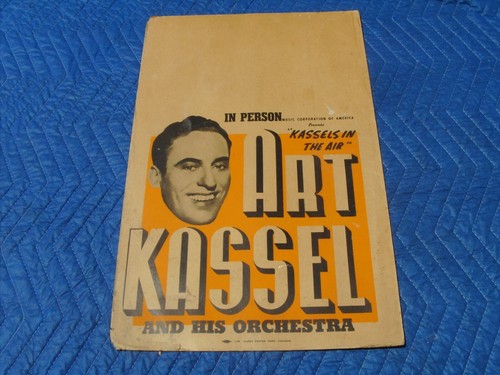 IN PERSON MUSIC CORPORATION OF AMERICA
Presents
"KASSELS IN
THE AIR"
ART
KASSEL
AND HIS ORCHESTRA